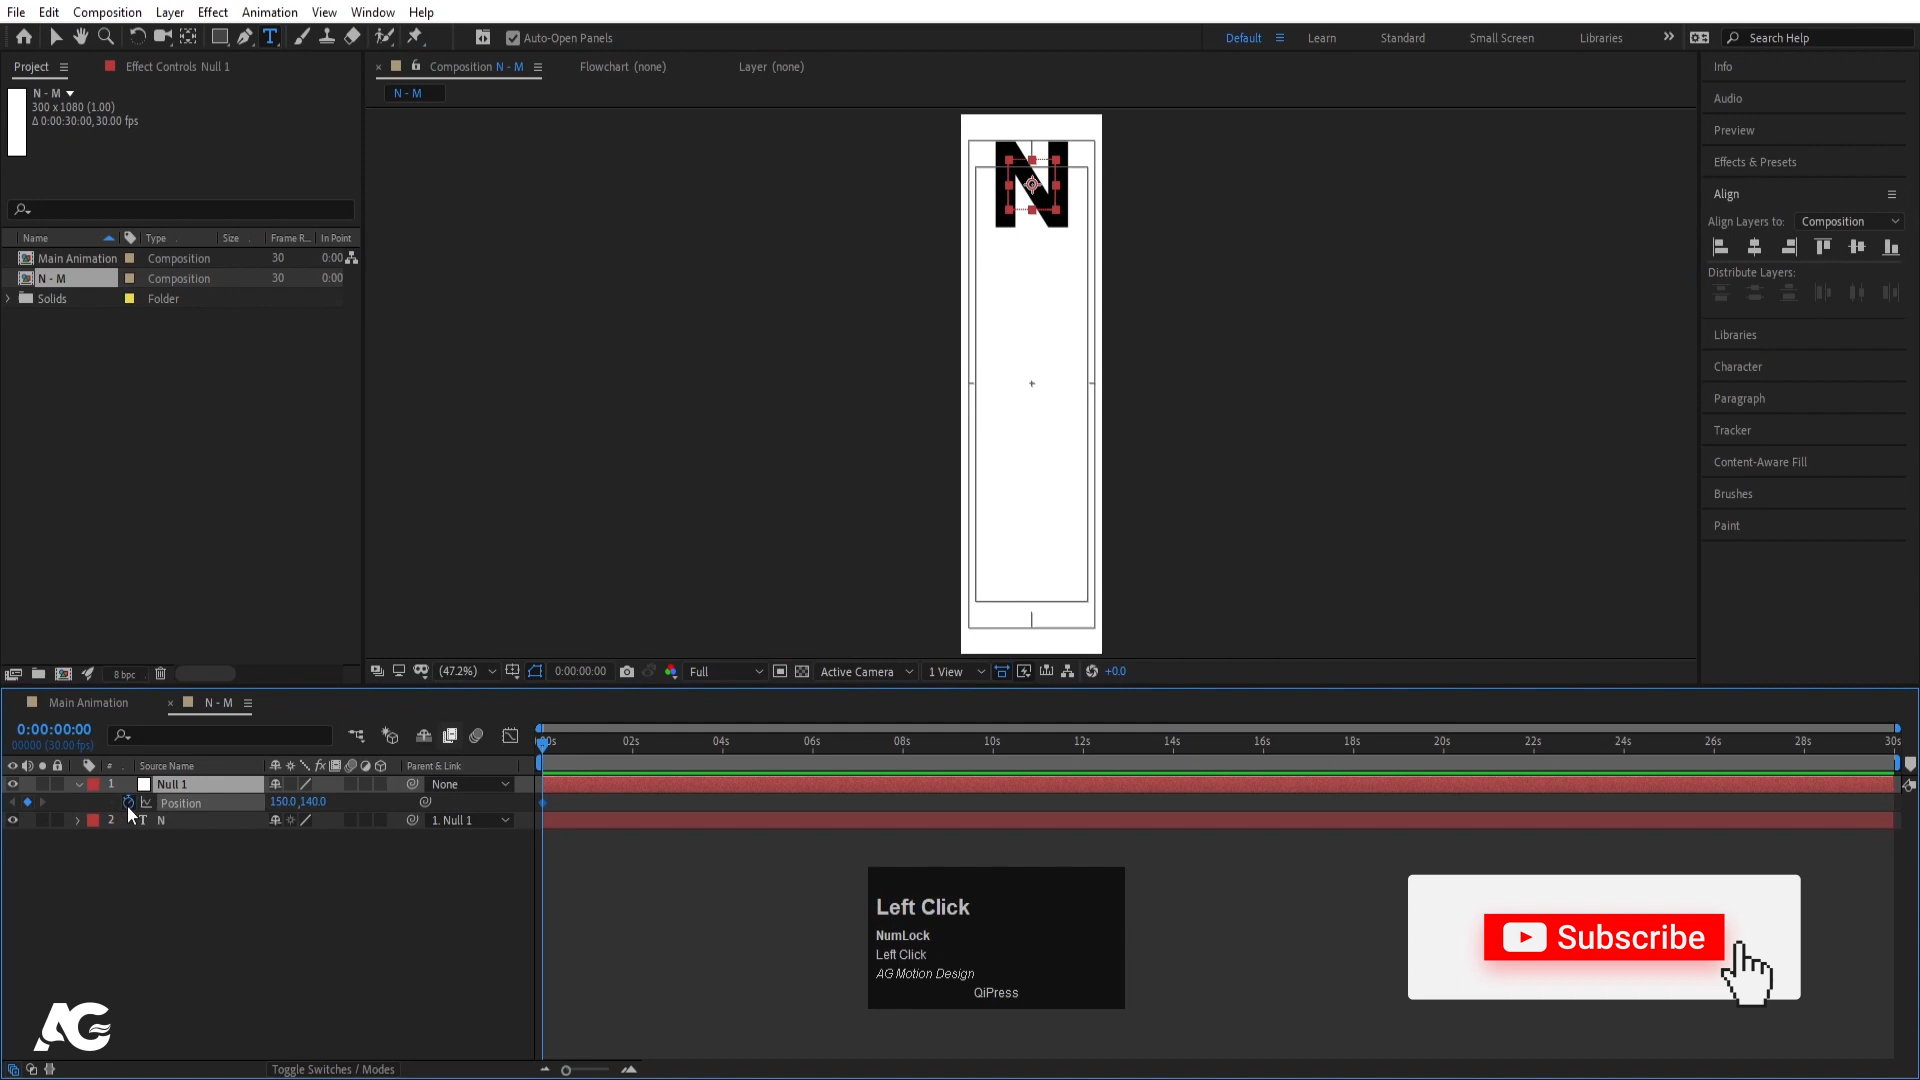 File Edit Composition Layer Effect Animation View Window Help
Auto-Open Panels Default Learn Standard Small Screen Libraries Search Help
Project Effect Controls Null 1 Composition N - M Flowchart (none) Layer (none)
N - M
300 x 1080 (1.00)
Δ 0:00:30:00, 30.00 fps
N - M
N
Name Type Size Frame R... In Point
Main Animation Composition 30 0:00
N - M Composition 30 0:00
Solids Folder
Info
Audio
Preview
Effects & Presets
Align
Align Layers to: Composition
Distribute Layers:
Libraries
Character
Paragraph
Tracker
Content-Aware Fill
Brushes
Paint
8 bpc (47.2%) 0:00:00:00 Full Active Camera 1 View +0.0
Main Animation N - M
0:00:00:00
00000 (30.00 fps)
02s 04s 06s 08s 10s 12s 14s 16s 18s 20s 22s 24s 26s 28s 30s
# Source Name Parent & Link
1 Null 1 None
Position 150.0,140.0
2 T N 1. Null 1
Left Click
NumLock
Left Click
AG Motion Design
QiPress
Subscribe
AG
Toggle Switches / Modes